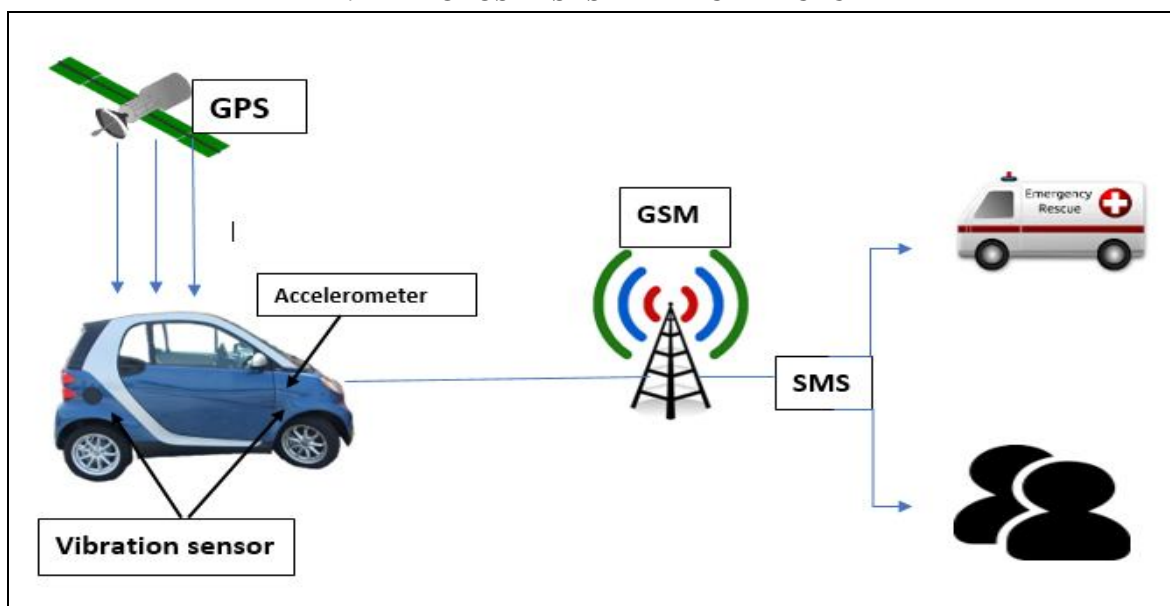 GPS
GSM
Emergency
Rescue
Accelerometer
SMS
Vibration sensor